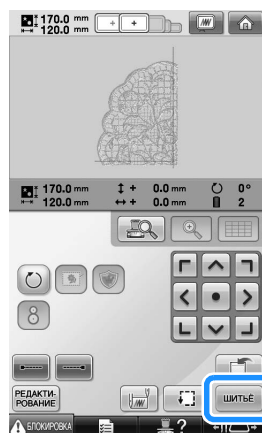 170.0 mm
120.0 mm
170.0 mm + 0.0 mm 0°
120.0 mm + 0.0 mm 2
РЕДАКТИ-
РОВАНИЕ
ШИТЬЁ
БЛОКИРОВКА ?